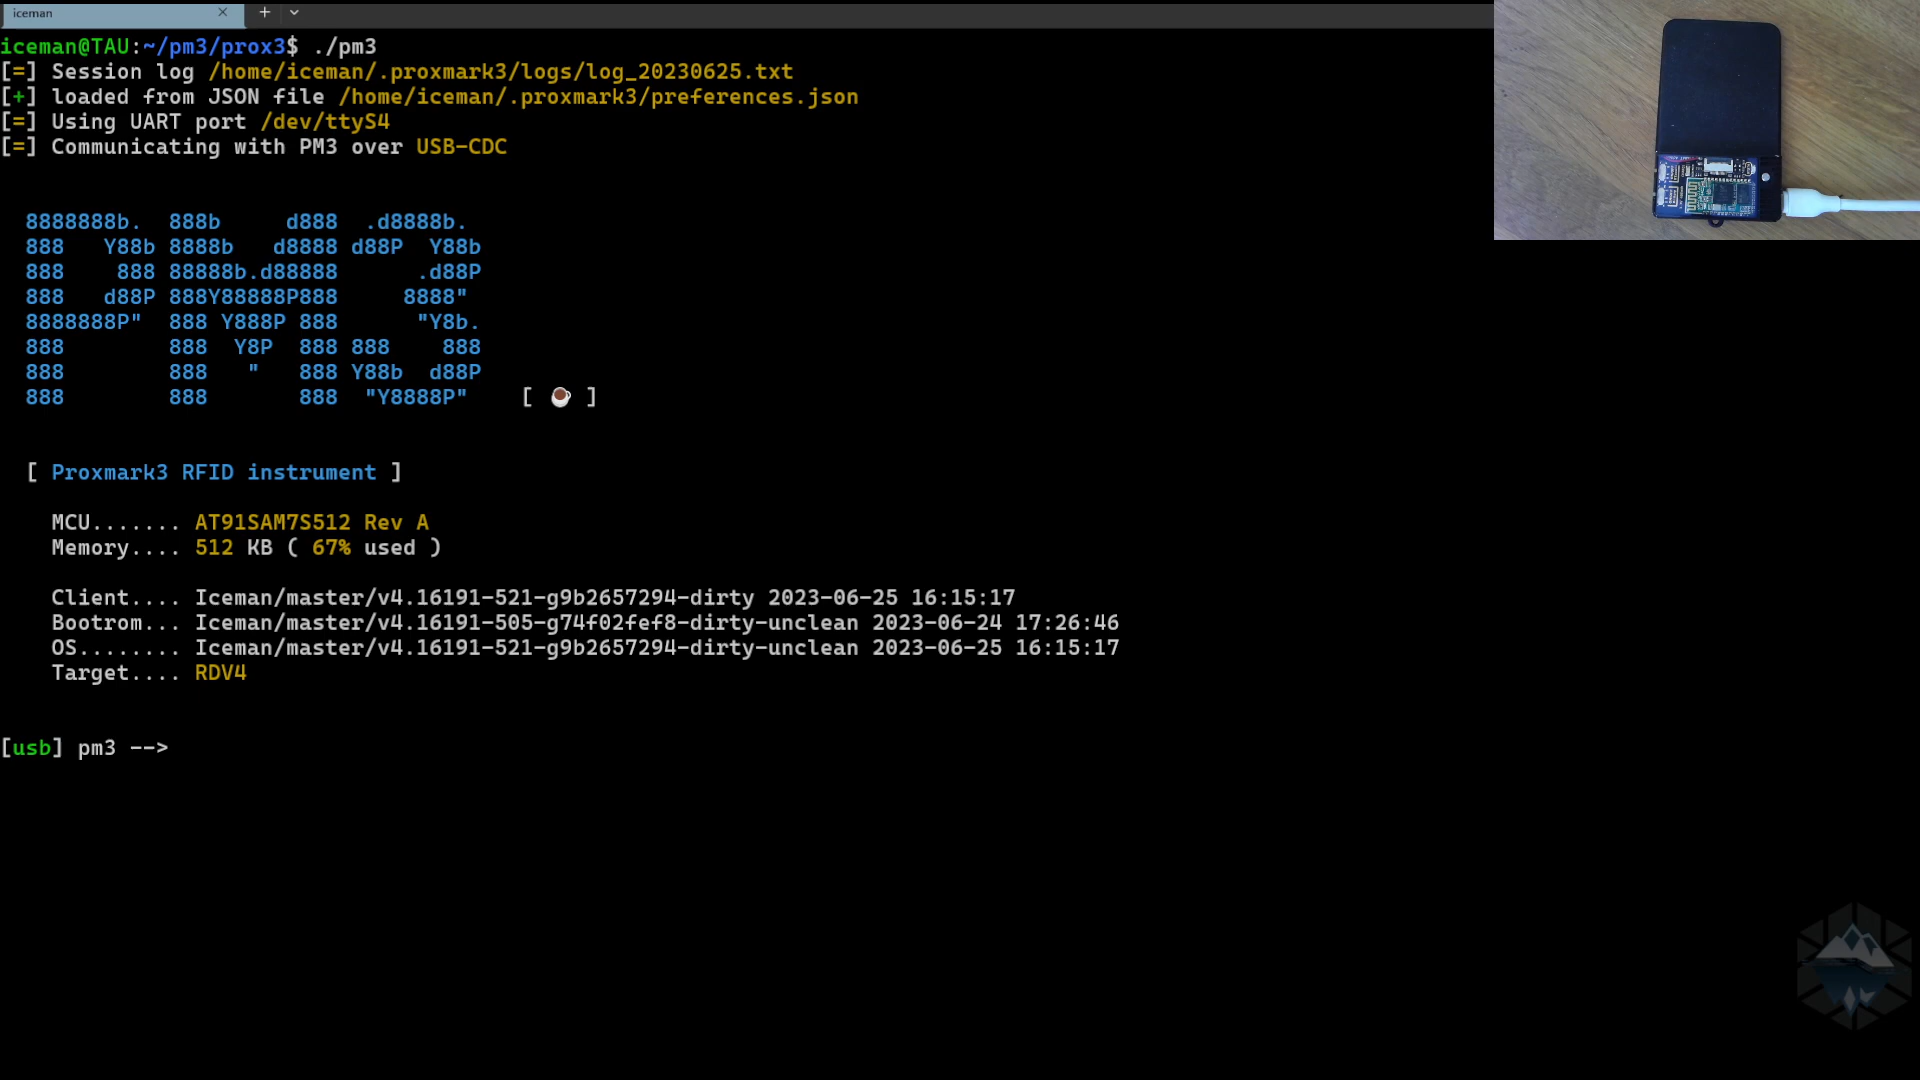 iceman
iceman@TAU:~/pm3/prox3$ ./pm3
[=] Session log /home/iceman/.proxmark3/logs/log_20230625.txt
[+] loaded from JSON file /home/iceman/.proxmark3/preferences.json
[=] Using UART port /dev/ttyS4
[=] Communicating with PM3 over USB-CDC
8888888b.  888b     d888  .d8888b.
888   Y88b 8888b   d8888 d88P  Y88b
888    888 88888b.d88888      .d88P
888   d88P 888Y88888P888     8888"
8888888P"  888 Y888P 888      "Y8b.
888        888  Y8P  888 888    888
888        888   "   888 Y88b  d88P
888        888       888  "Y8888P"    [ ☕ ]
[ Proxmark3 RFID instrument ]
MCU....... AT91SAM7S512 Rev A
Memory.... 512 KB ( 67% used )
Client.... Iceman/master/v4.16191-521-g9b2657294-dirty 2023-06-25 16:15:17
Bootrom... Iceman/master/v4.16191-505-g74f02fef8-dirty-unclean 2023-06-24 17:26:46
OS........ Iceman/master/v4.16191-521-g9b2657294-dirty-unclean 2023-06-25 16:15:17
Target.... RDV4
[usb] pm3 -->